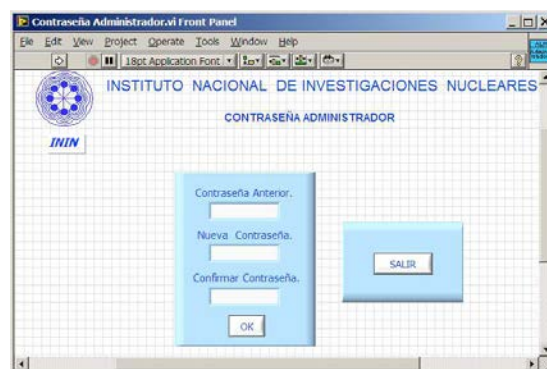 Contraseña Administrador.vi Front Panel
File Edit View Project Operate Tools Window Help
18pt Application Font
INSTITUTO NACIONAL DE INVESTIGACIONES NUCLEARES
CONTRASEÑA ADMINISTRADOR
ININ
Contraseña Anterior.
Nueva Contraseña.
SALIR
Confirmar Contraseña.
OK